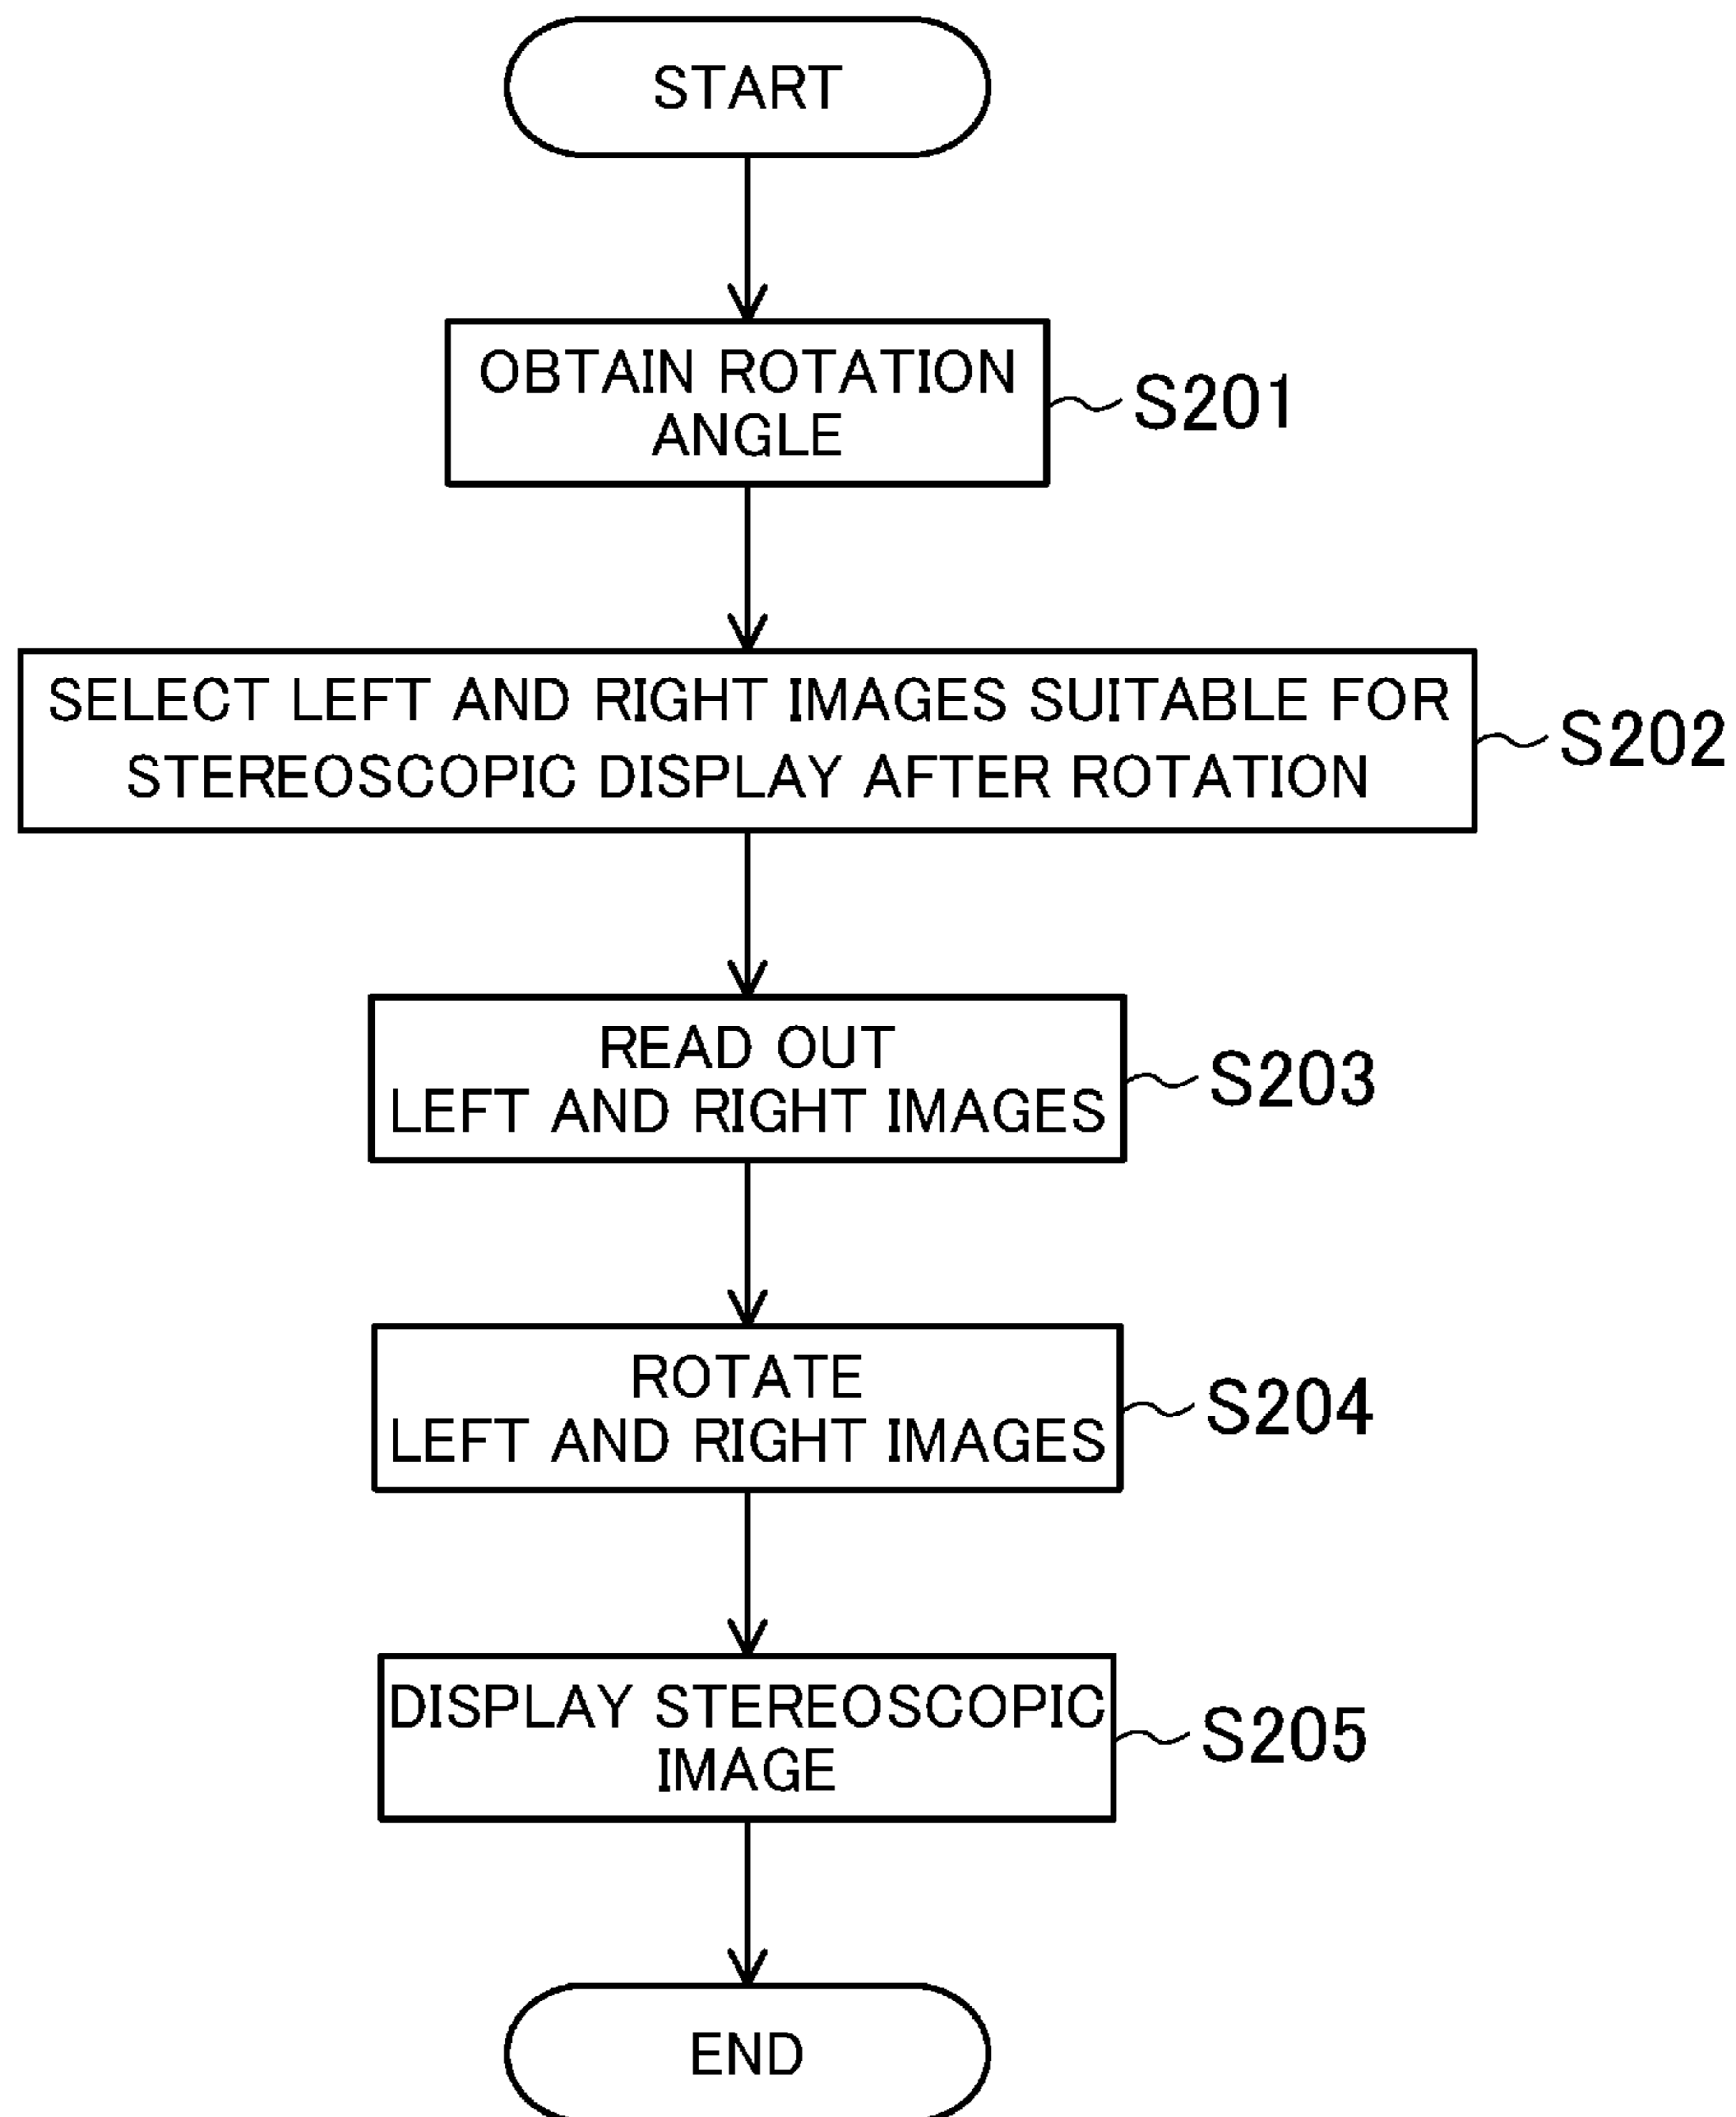 START
OBTAIN ROTATION
ANGLE
S201
SELECT LEFT AND RIGHT IMAGES SUITABLE FOR
STEREOSCOPIC DISPLAY AFTER ROTATION
S202
READ OUT
LEFT AND RIGHT IMAGES
S203
ROTATE
LEFT AND RIGHT IMAGES
S204
DISPLAY STEREOSCOPIC
IMAGE
S205
END